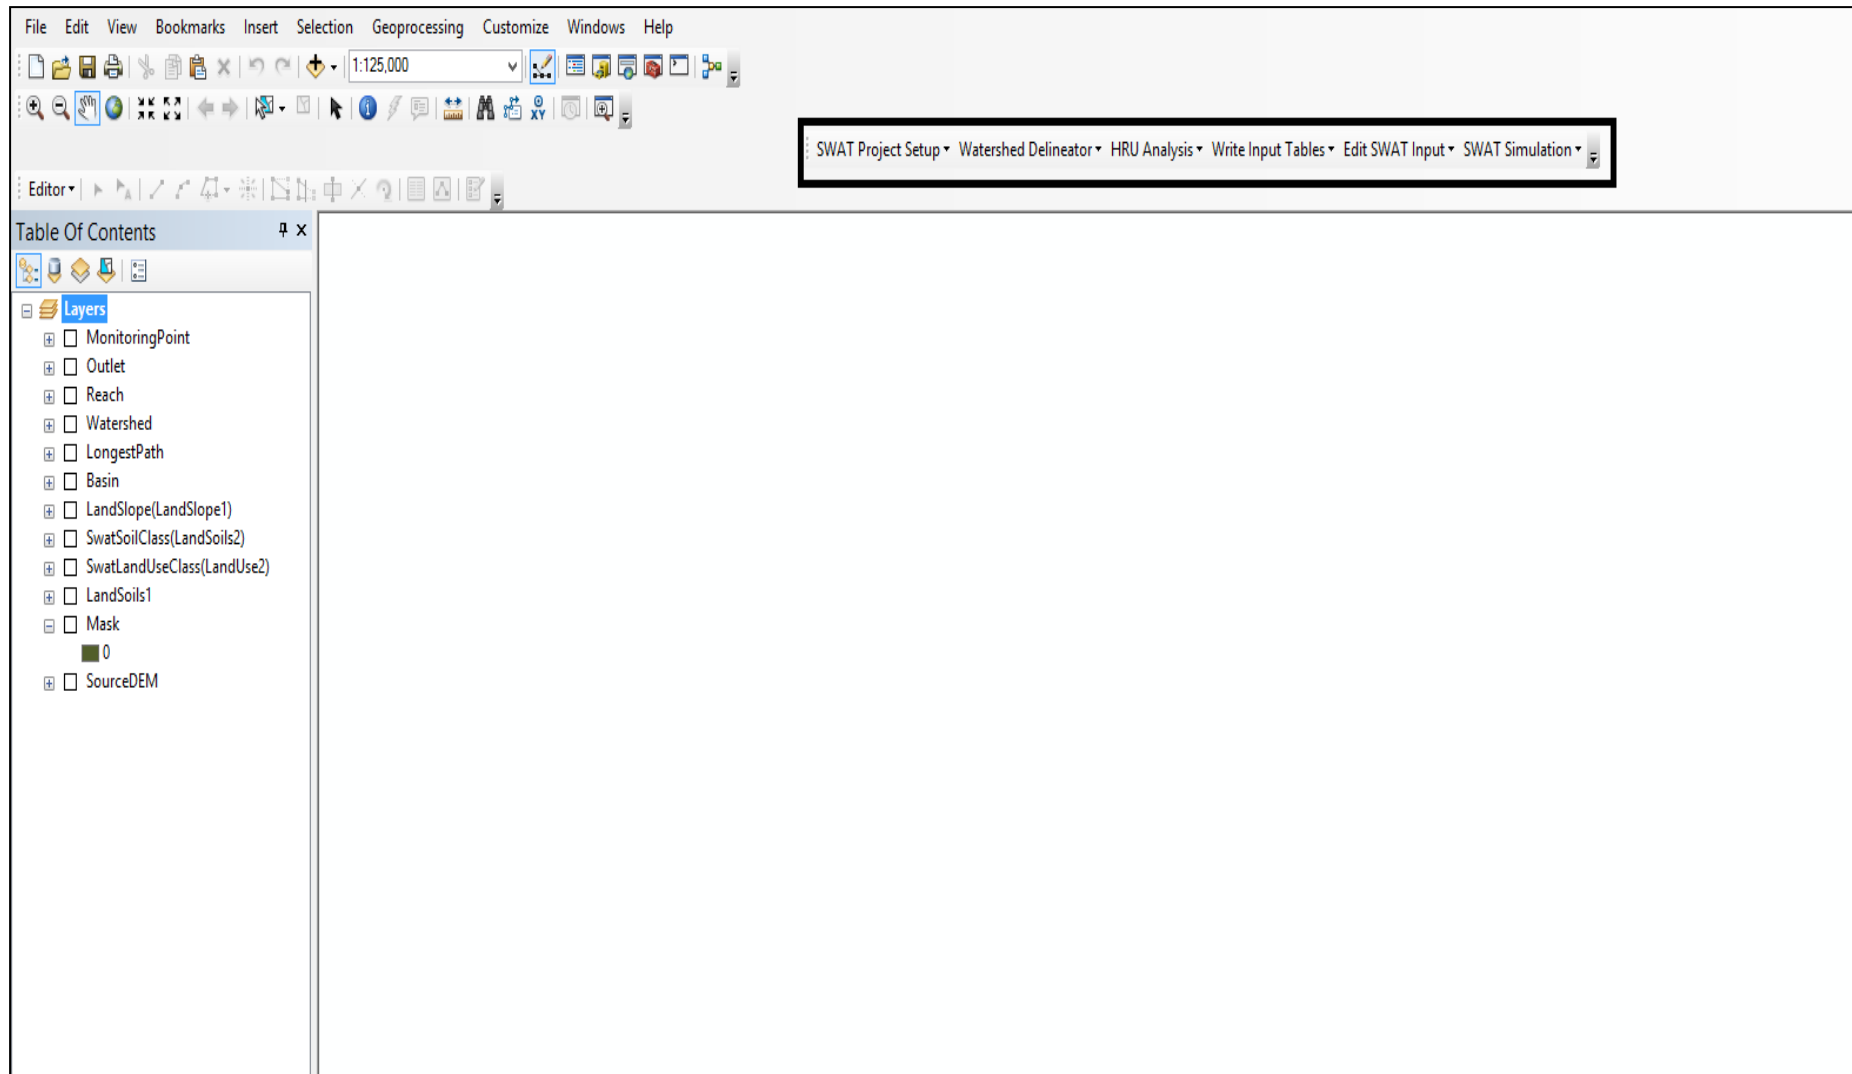 File Edit View Bookmarks Insert Selection Geoprocessing Customize Windows Help
1:125,000
XY
SWAT Project Setup Watershed Delineator HRU Analysis Write Input Tables Edit SWAT Input SWAT Simulation
Editor
Table Of Contents
Layers
MonitoringPoint
Outlet
Reach
Watershed
LongestPath
Basin
LandSlope(LandSlope1)
SwatSoilClass(LandSoils2)
SwatLandUseClass(LandUse2)
LandSoils1
Mask
0
SourceDEM